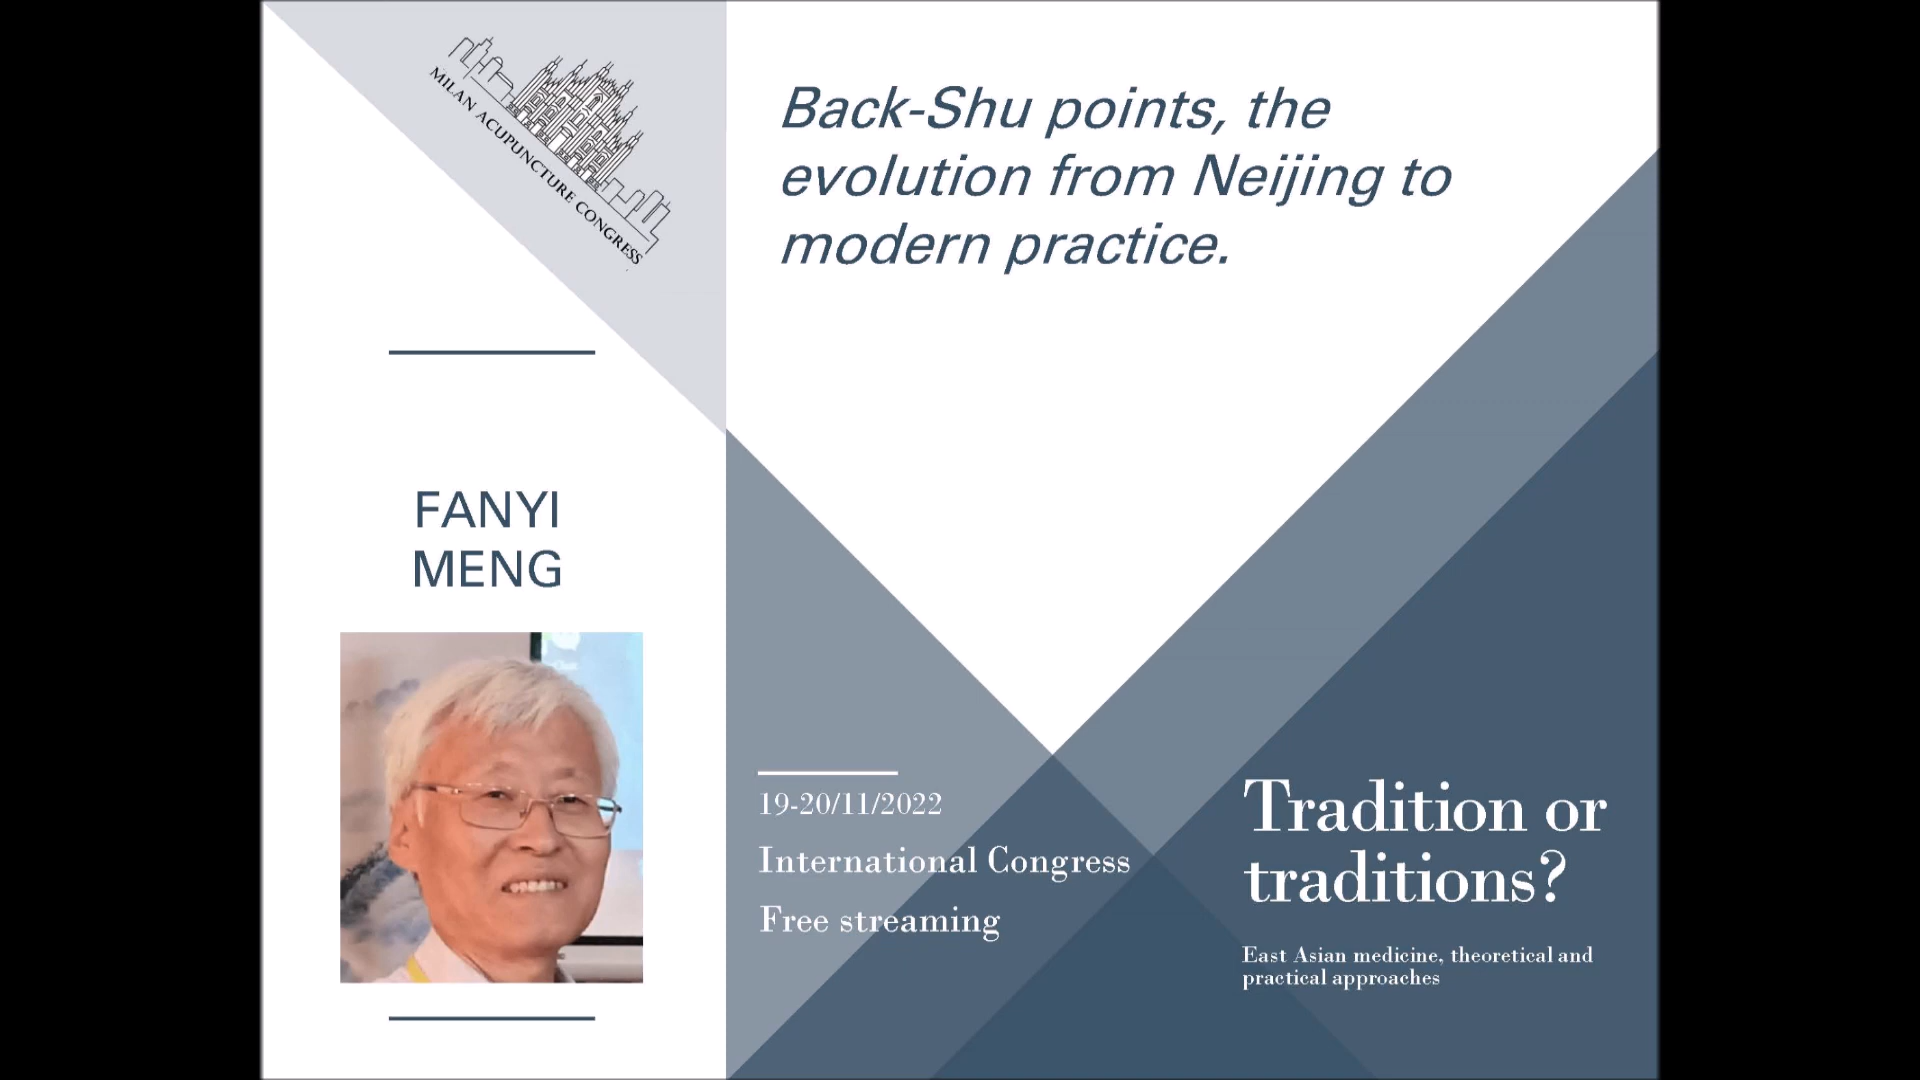 MILAN ACUPUNCTURE CONGRESS
Back-Shu points, the
evolution from Neijing to
modern practice.
FANYI
MENG
19-20/11/2022
International Congress
Free streaming
Tradition or
traditions?
East Asian medicine, theoretical and
practical approaches